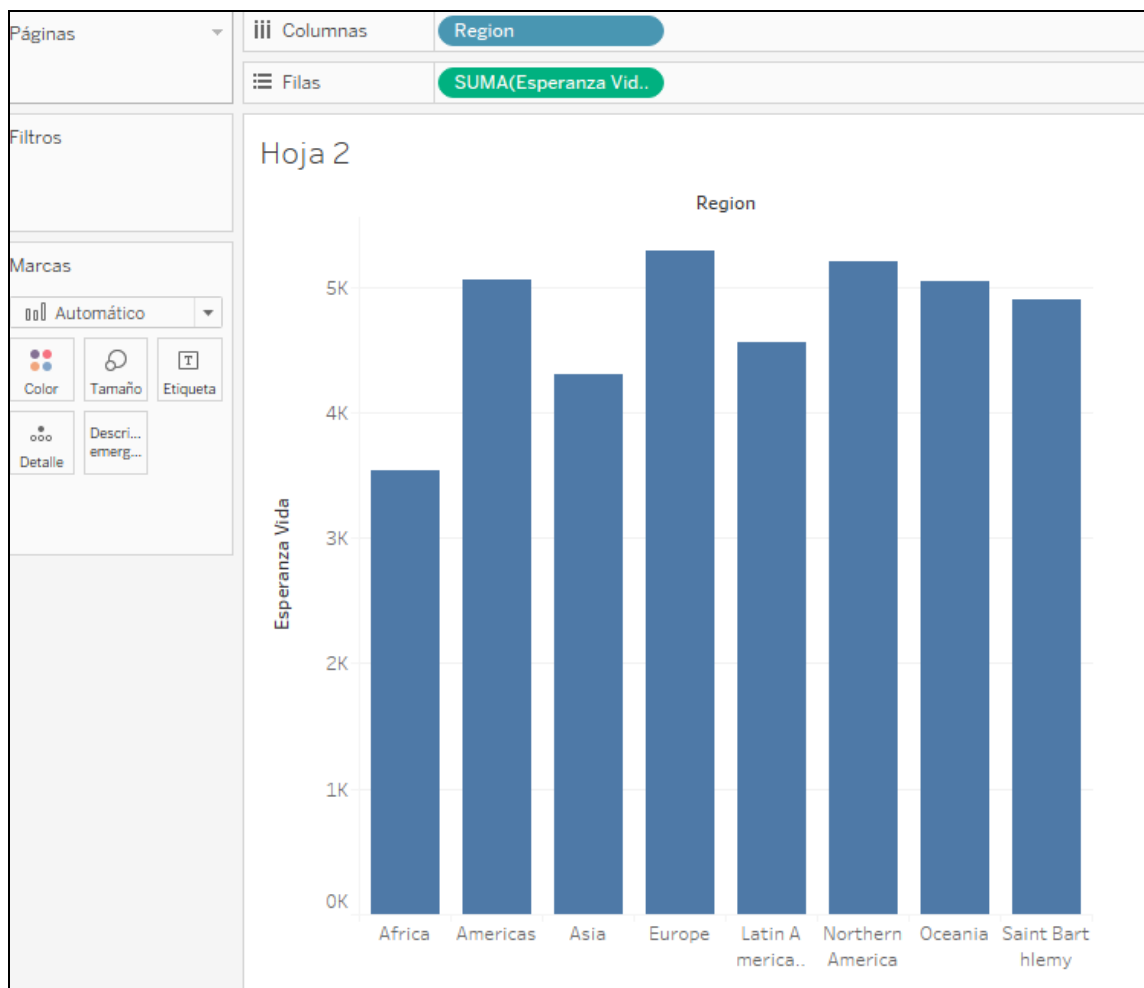 Páginas
Columnas
Region
Filas
SUMA(Esperanza Vid..
Filtros
Hoja 2
Region
Marcas
Automático
Color
Tamaño
T
Etiqueta
Detalle
Descri...
emerg...
Esperanza Vida
5K
4K
3K
2K
1K
0K
Africa
Americas
Asia
Europe
Latin A
merica..
Northern
America
Oceania
Saint Bart
hlemy